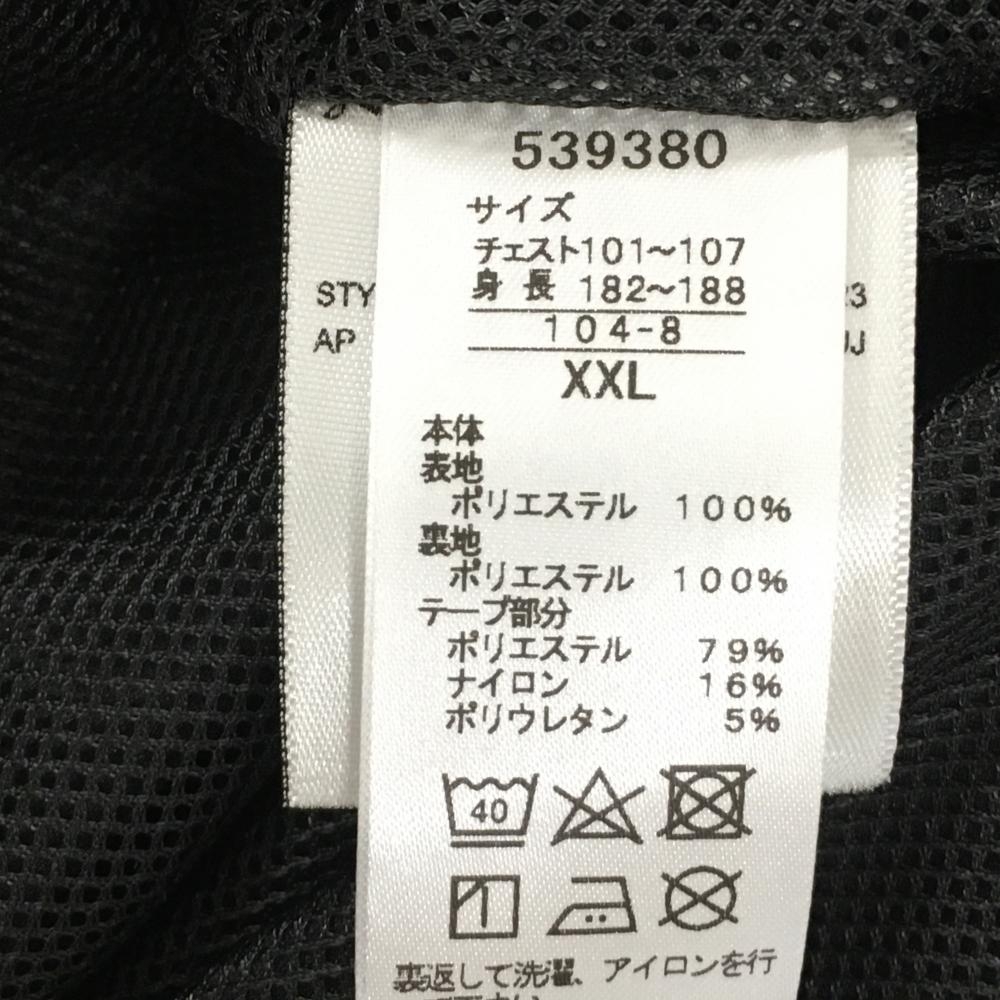 539380
サイズ
チェスト101～107
身長 182～188
104-8
XXL
STY
AP
本体
表地
ポリエステル 100%
裏地
ポリエステル 100%
テープ部分
ポリエステル 79%
ナイロン 16%
ポリウレタン 5%
40
裏返して洗濯、アイロンを行